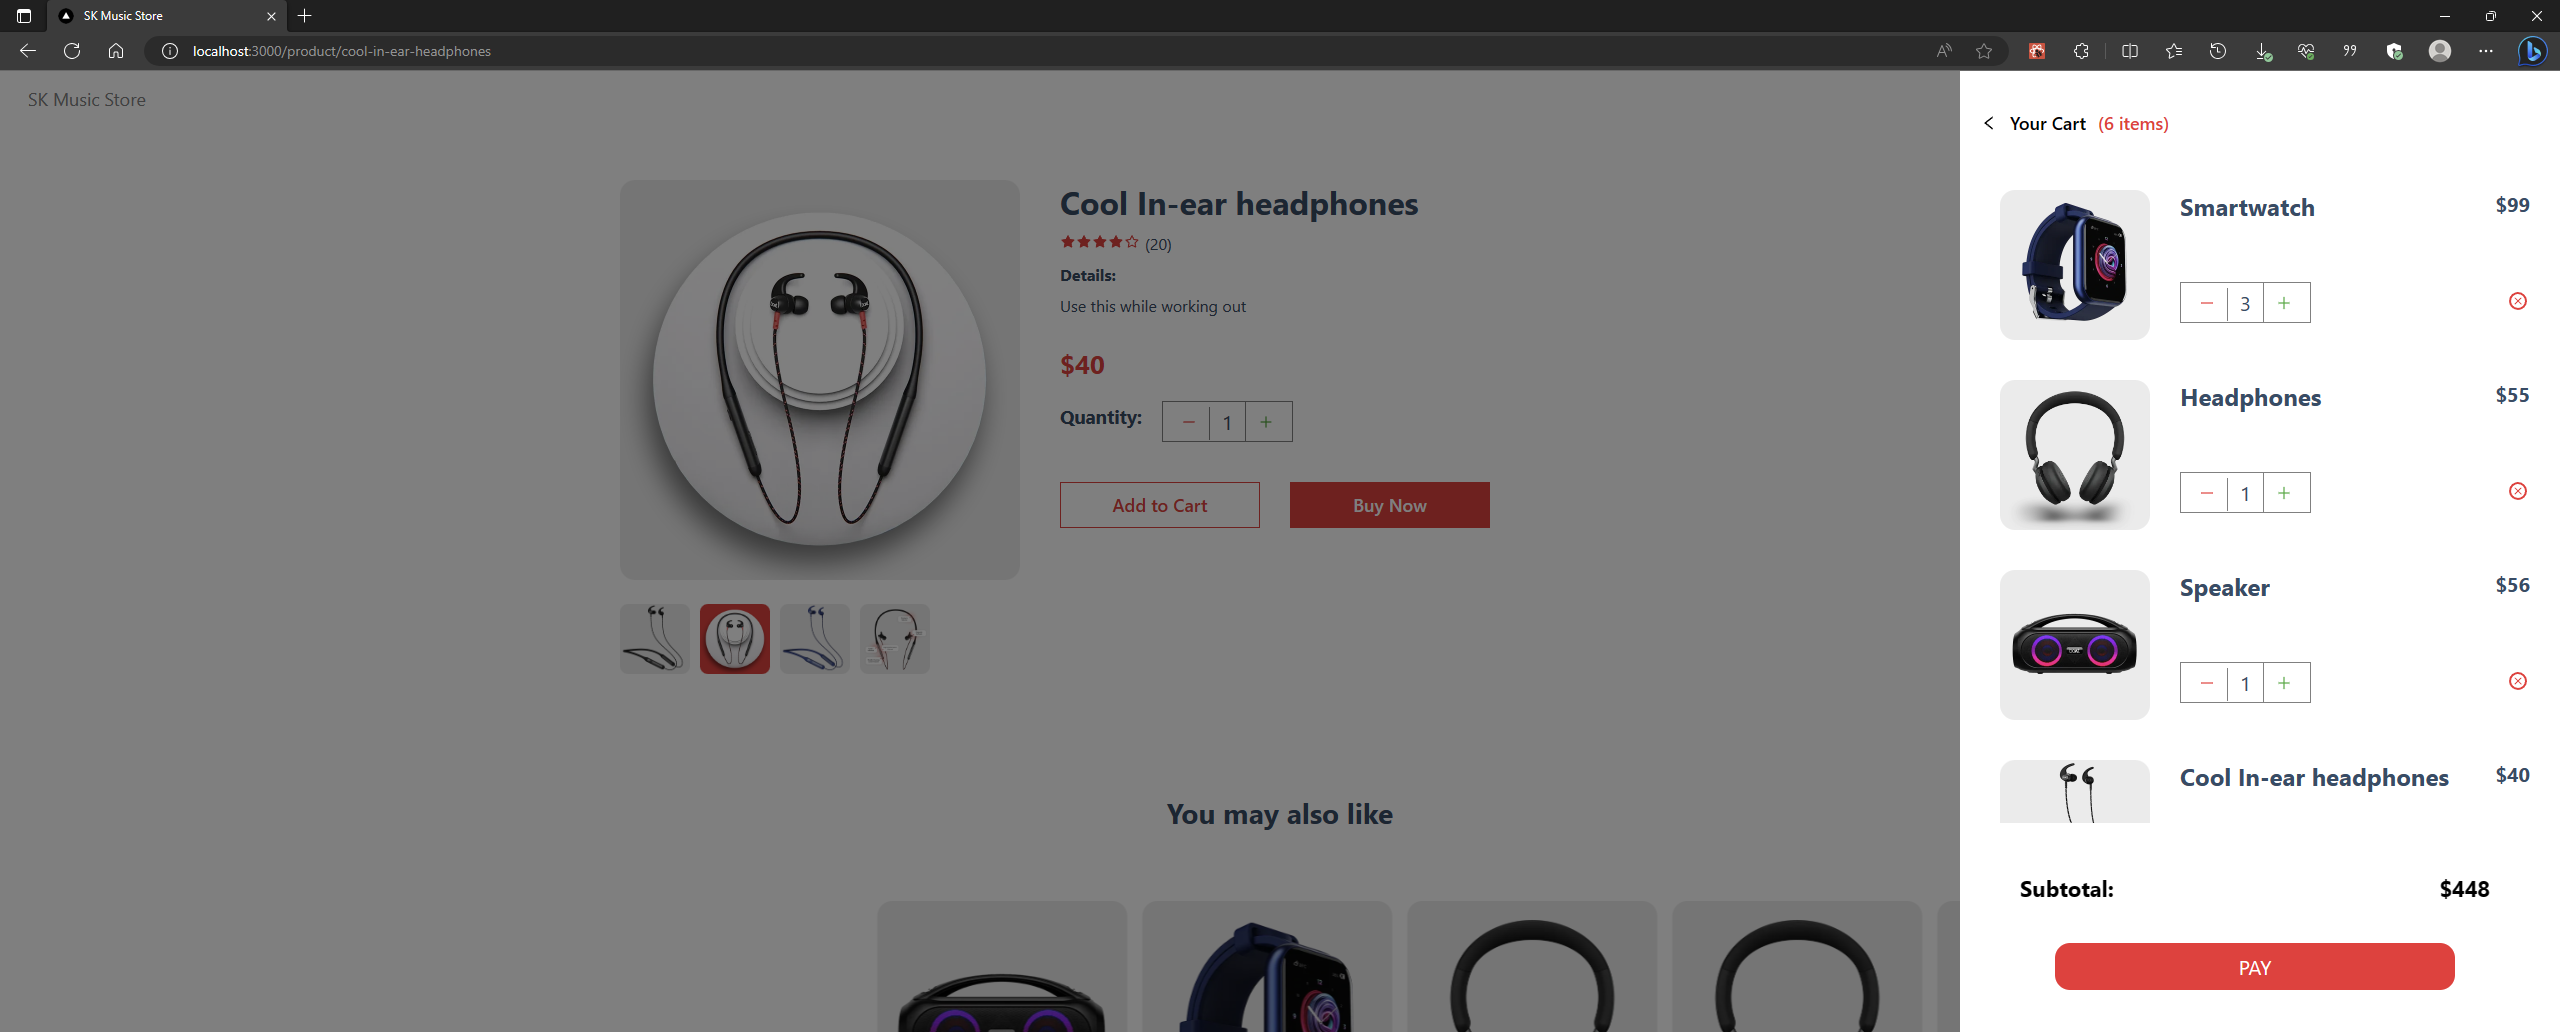 SK Music Store
localhost:3000/product/cool-in-ear-headphones
SK Music Store
Cool In-ear headphones
(20)
Details:
Use this while working out
$40
Quantity:
1
Add to Cart
Buy Now
You may also like
Your Cart (6 items)
Smartwatch
$99
3
Headphones
$55
1
Speaker
$56
1
Cool In-ear headphones
$40
Subtotal:
$448
PAY